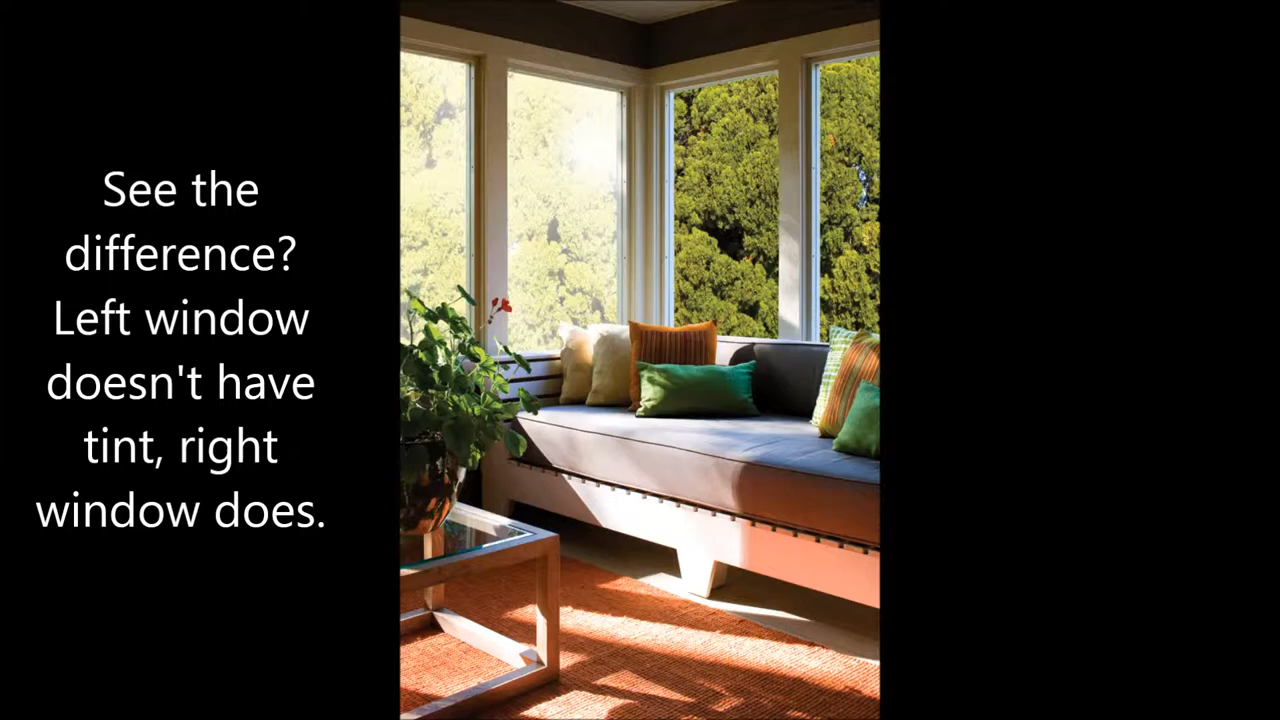 See the
difference?
Left window
doesn't have
tint, right
window does.